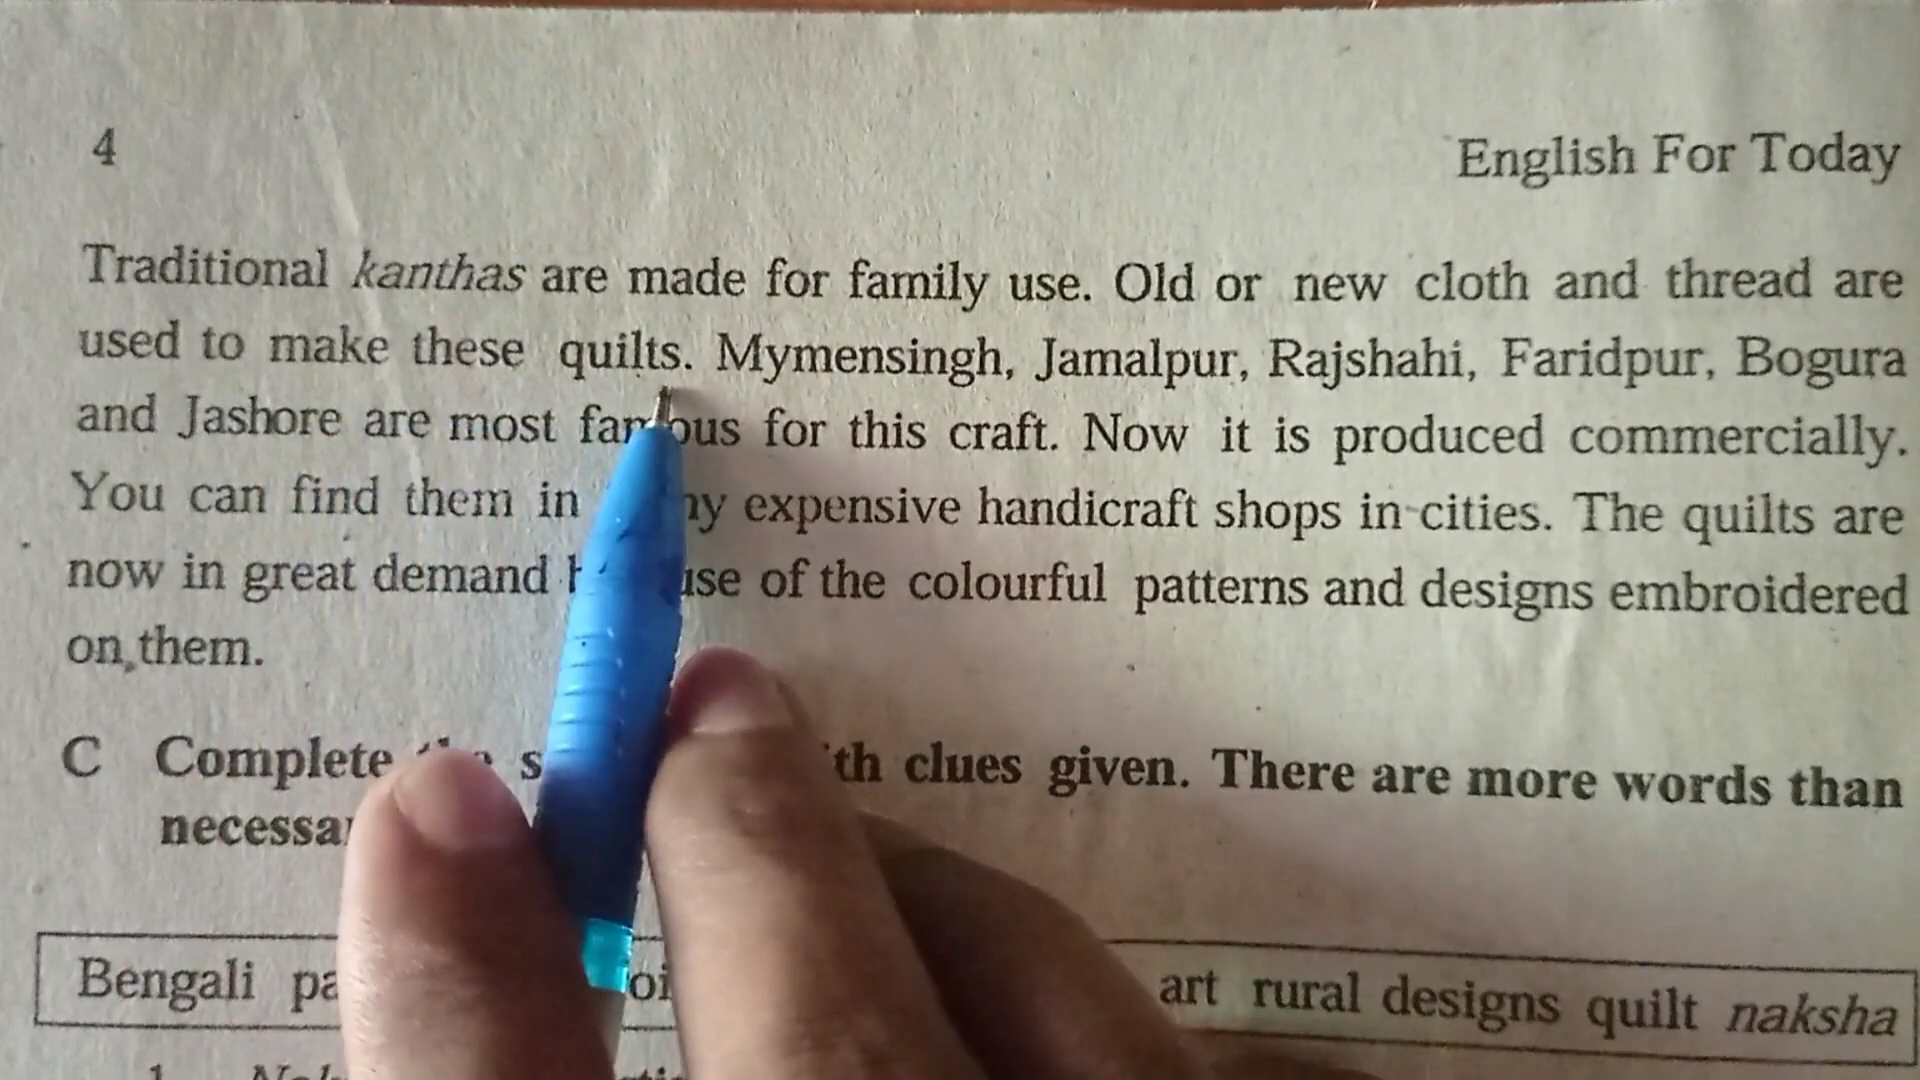 4 English For Today
Traditional kanthas are made for family use. Old or new cloth and thread are
used to make these quilts. Mymensingh, Jamalpur, Rajshahi, Faridpur, Bogura
and Jashore are most famous for this craft. Now it is produced commercially.
You can find them in expensive handicraft shops in cities. The quilts are
now in great demand of the colourful patterns and designs embroidered
on them.
C Complete clues given. There are more words than
Bengali art rural designs quilt naksha
1.